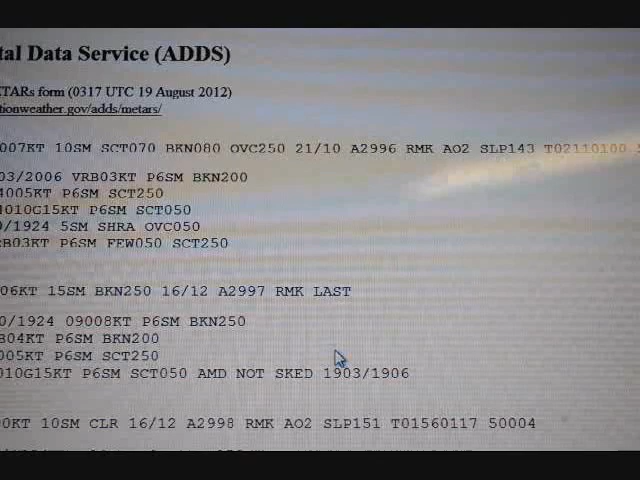 tal Data Service (ADDS)
ETARs form (0317 UTC 19 August 2012)
tionweather.gov/adds/metars/
007KT 10SM SCT070 BKN080 OVC250 21/10 A2996 RMK AO2 SLP143 T02110100
03/2006 VRB03KT P6SM BKN200
4005KT P6SM SCT250
4010G15KT P6SM SCT050
0/1924 5SM SHRA OVC050
RB03KT P6SM FEW050 SCT250
06KT 15SM BKN250 16/12 A2997 RMK LAST
0/1924 09008KT P6SM BKN250
B04KT P6SM BKN200
005KT P6SM SCT250
010G15KT P6SM SCT050 AMD NOT SKED 1903/1906
00KT 10SM CLR 16/12 A2998 RMK AO2 SLP151 T01560117 50004